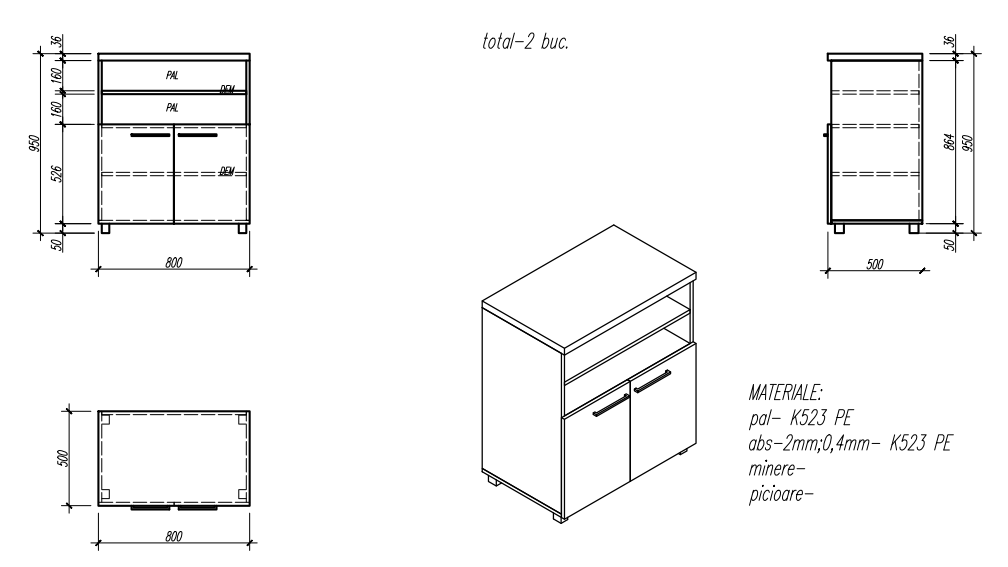 total-2 buc.
36
160
160
526
50
950
PAL
DEM
PAL
DEM
800
36
864
950
50
500
500
800
MATERIALE:
pal- K523 PE
abs-2mm;0,4mm- K523 PE
minere-
picioare-